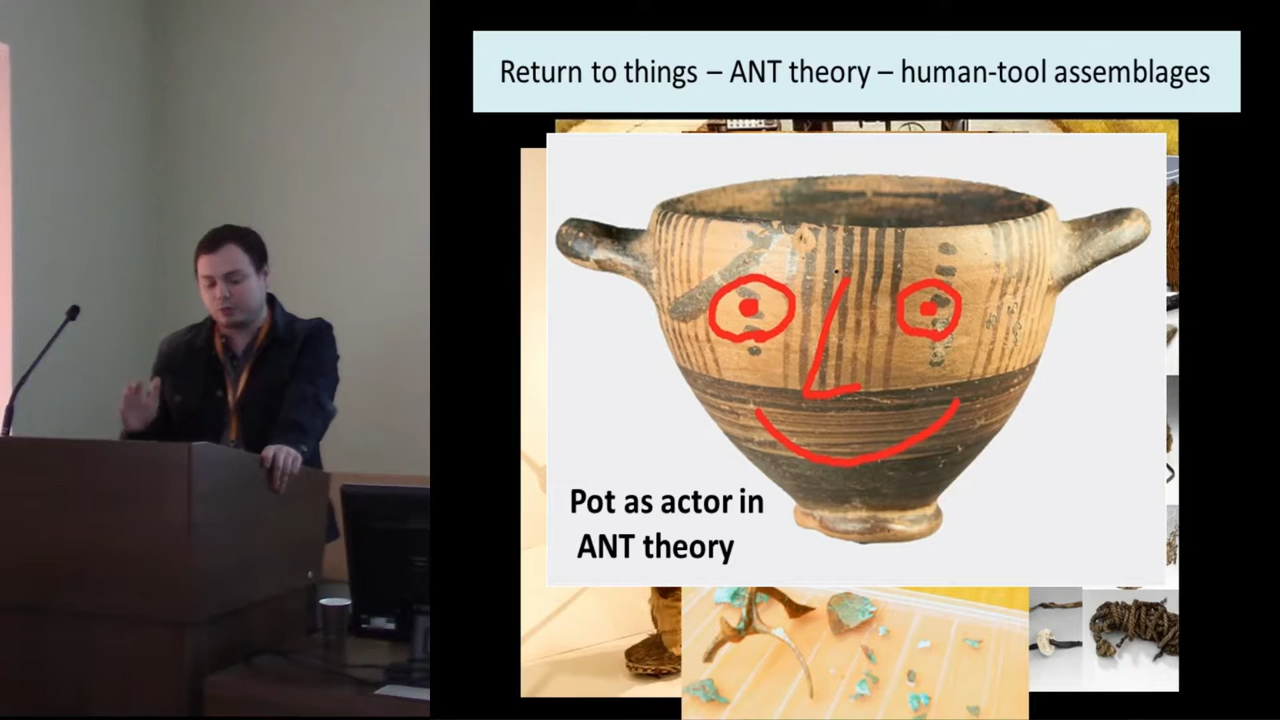 Return to things – ANT theory – human-tool assemblages
Pot as actor in
ANT theory